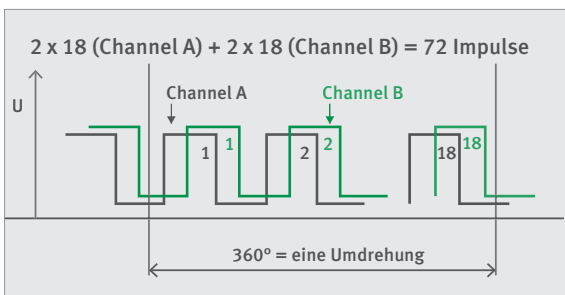 2 x 18 (Channel A) + 2 x 18 (Channel B) = 72 Impulse
U
Channel A
Channel B
1 1 2 2 18 18
360° = eine Umdrehung